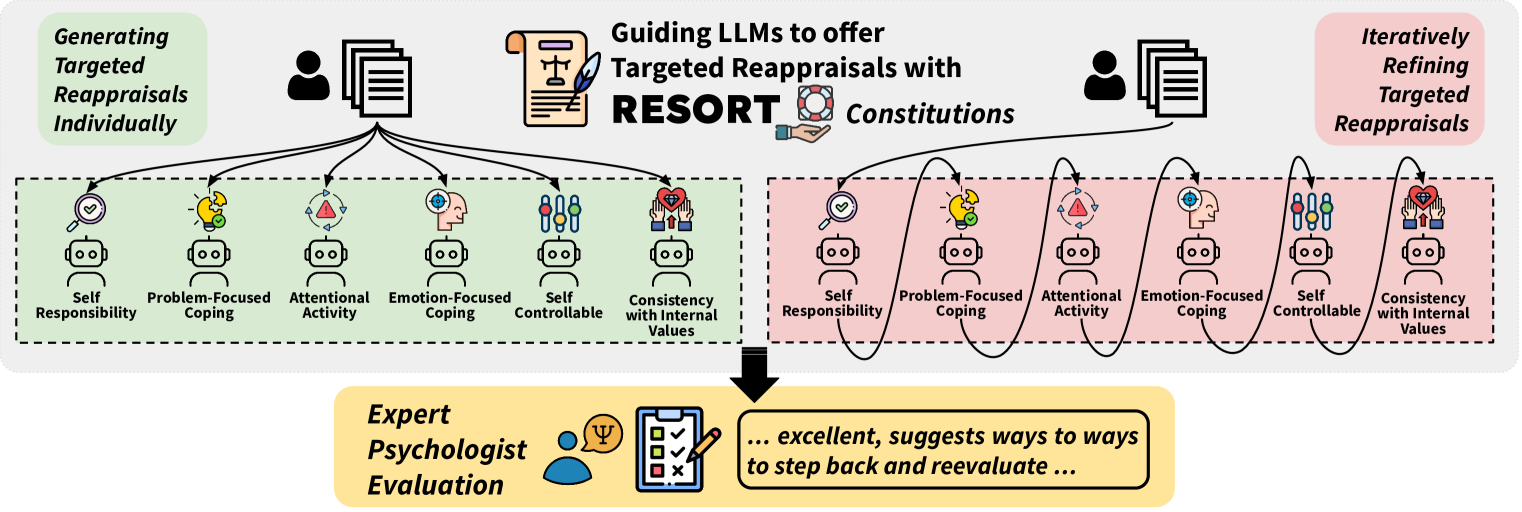 Generating
Targeted
Reappraisals
Individually
Guiding LLMs to offer
Targeted Reappraisals with
RESORT Constitutions
Iteratively
Refining
Targeted
Reappraisals
Self
Responsibility
Problem-Focused
Coping
Attentional
Activity
Emotion-Focused
Coping
Self
Controllable
Consistency
with Internal
Values
Self
Responsibility
Problem-Focused
Coping
Attentional
Activity
Emotion-Focused
Coping
Self
Controllable
Consistency
with Internal
Values
Expert
Psychologist
Evaluation
Ψ
... excellent, suggests ways to ways
to step back and reevaluate ...